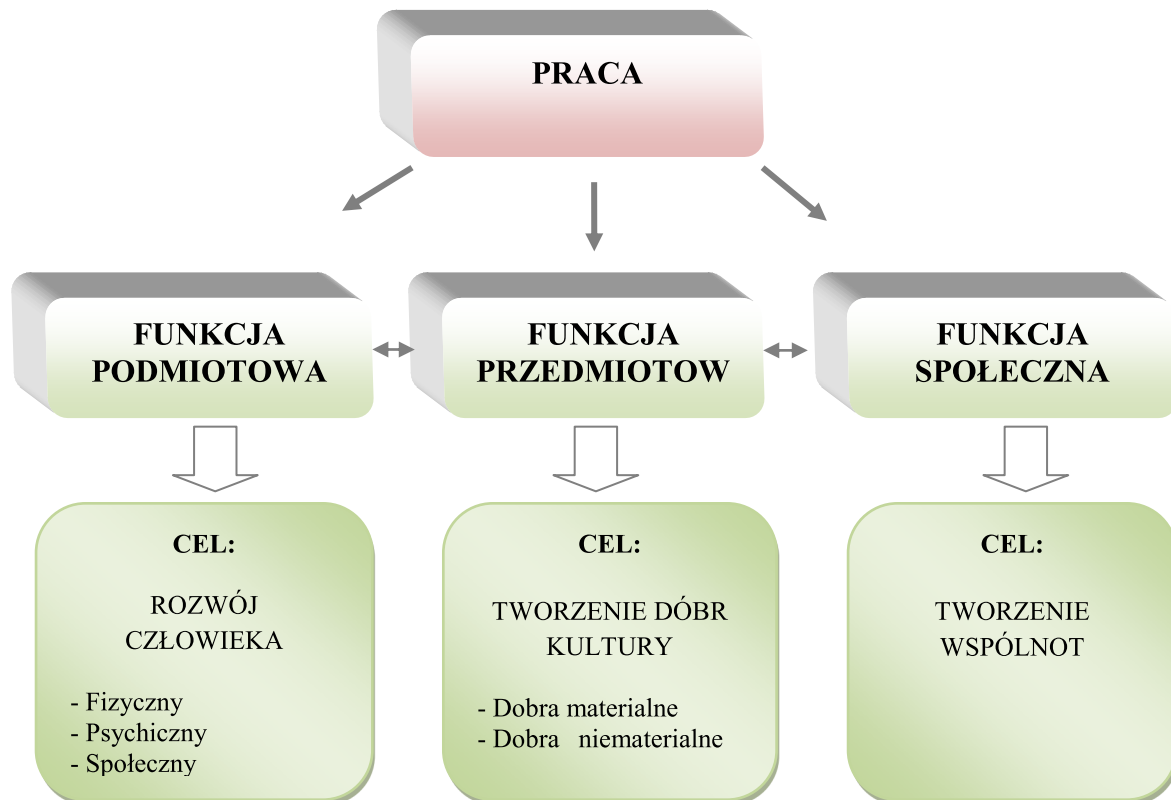 PRACA
FUNKCJA
PODMIOTOWA
FUNKCJA
PRZEDMIOTOW
FUNKCJA
SPOŁECZNA
CEL:
ROZWÓJ
CZŁOWIEKA
- Fizyczny
- Psychiczny
- Społeczny
CEL:
TWORZENIE DÓBR
KULTURY
- Dobra materialne
- Dobra niematerialne
CEL:
TWORZENIE
WSPÓLNOT